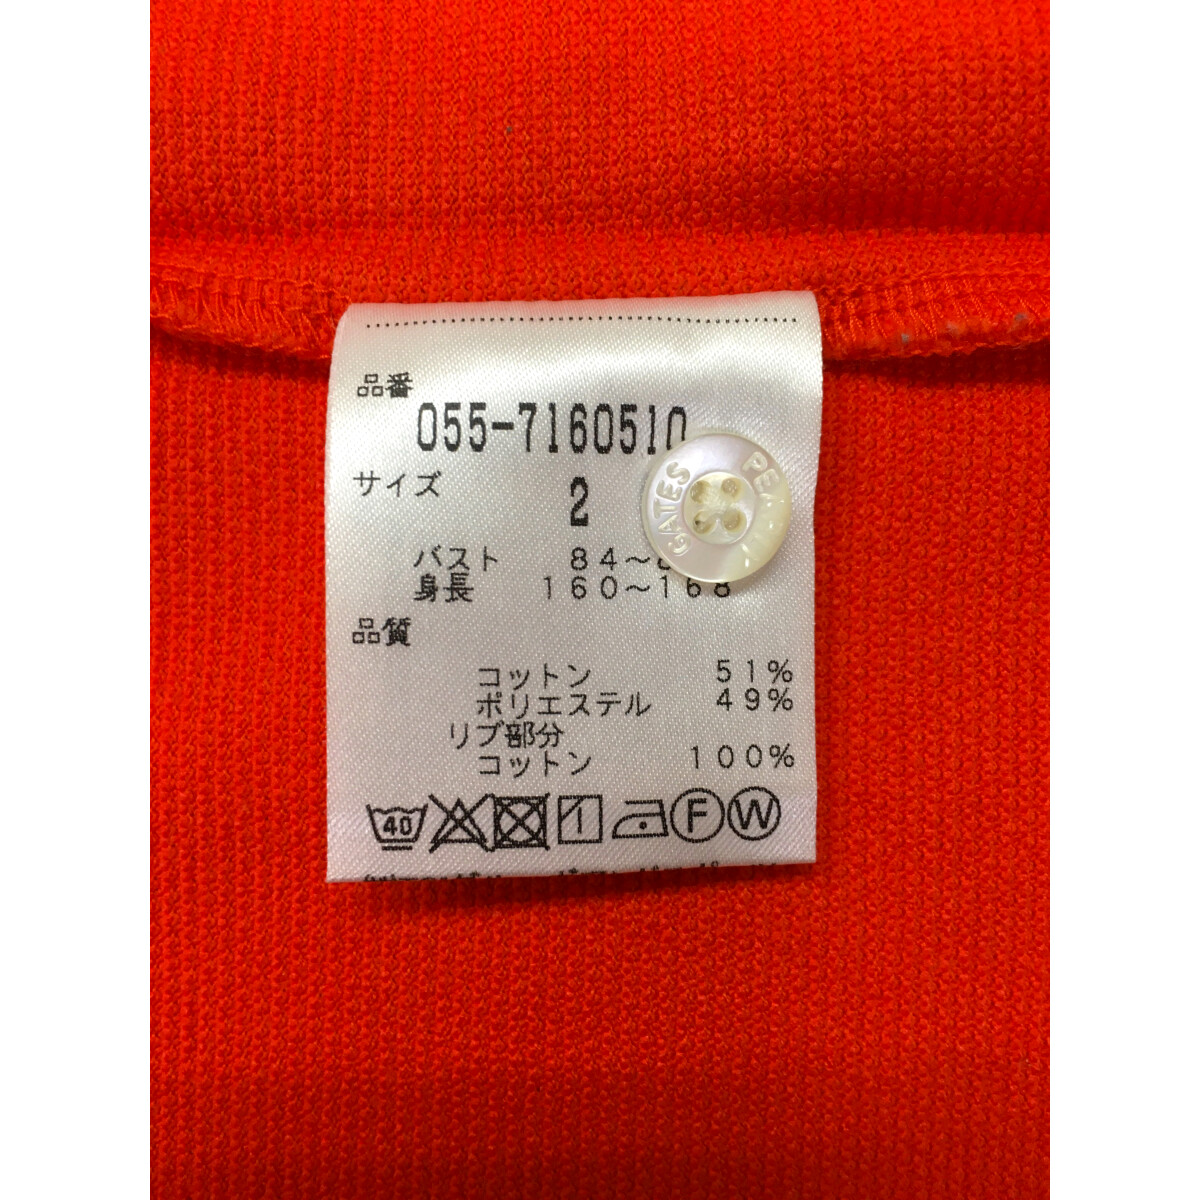 品番
055-7160510
サイズ
2
GATES
バスト 84~
身長 160~168
品質
コットン 51%
ポリエステル 49%
リブ部分
コットン 100%
40 1 F W